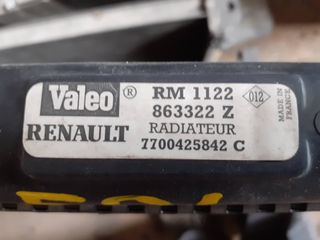 Valeo ® RM 1122 012
863322 Z
RENAULT RADIATEUR
7700425842 C
MADE IN
FRANCE